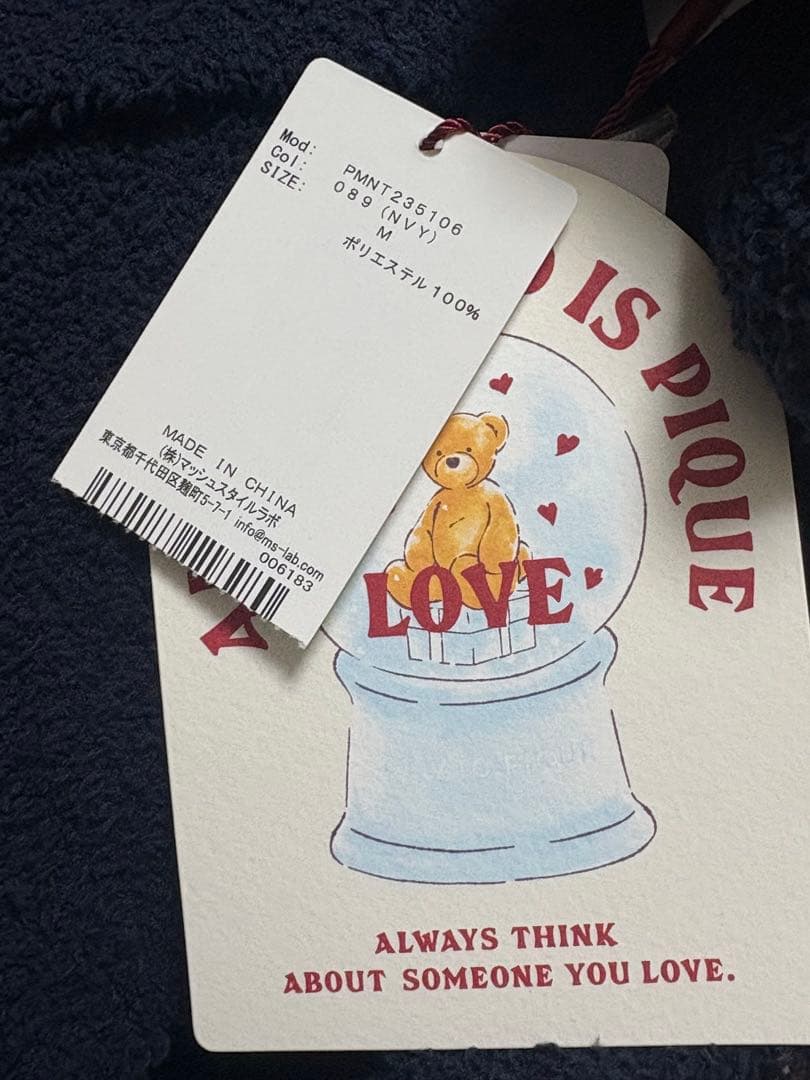 Mod: PMNT235106
Col: 089 (NVY)
SIZE: M
ポリエステル100%
MADE IN CHINA
(株)マッシュスタイルラボ
東京都千代田区麹町5-7-1 info@ms-lab.com
006183
IS PIQUE
LOVE
ALWAYS THINK
ABOUT SOMEONE YOU LOVE.